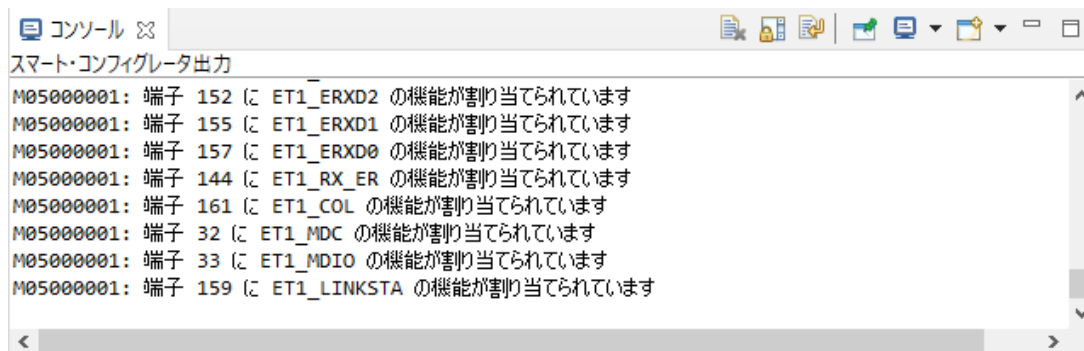 コンソール
スマート・コンフィグレータ出力
M05000001: 端子 152 に ET1_ERXD2 の機能が割り当てられています
M05000001: 端子 155 に ET1_ERXD1 の機能が割り当てられています
M05000001: 端子 157 に ET1_ERXD0 の機能が割り当てられています
M05000001: 端子 144 に ET1_RX_ER の機能が割り当てられています
M05000001: 端子 161 に ET1_COL の機能が割り当てられています
M05000001: 端子 32 に ET1_MDC の機能が割り当てられています
M05000001: 端子 33 に ET1_MDIO の機能が割り当てられています
M05000001: 端子 159 に ET1_LINKSTA の機能が割り当てられています